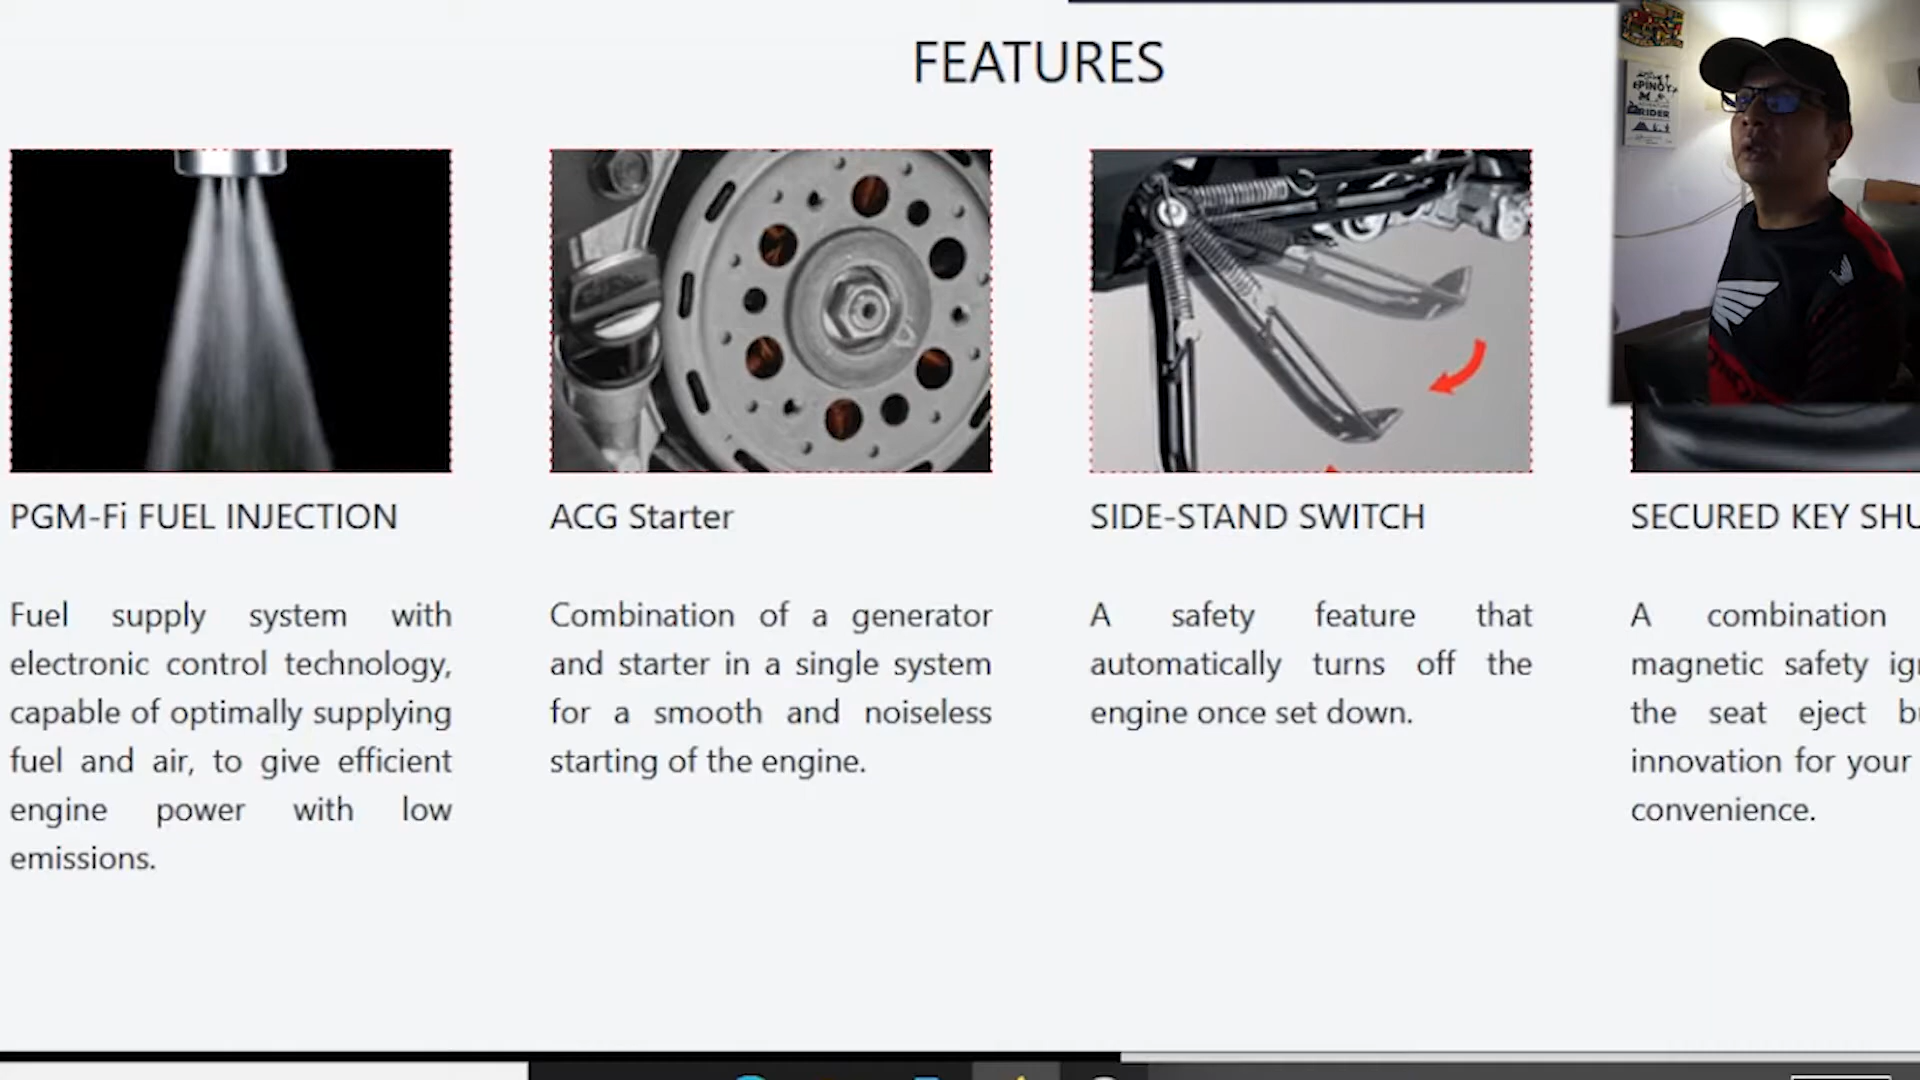 FEATURES
PINOY
RIDER
PGM-Fi FUEL INJECTION
Fuel supply system with
electronic control technology,
capable of optimally supplying
fuel and air, to give efficient
engine power with low
emissions.
ACG Starter
Combination of a generator
and starter in a single system
for a smooth and noiseless
starting of the engine.
SIDE-STAND SWITCH
A safety feature that
automatically turns off the
engine once set down.
SECURED KEY
A combination
magnetic safety
the seat eject
innovation for your
convenience.